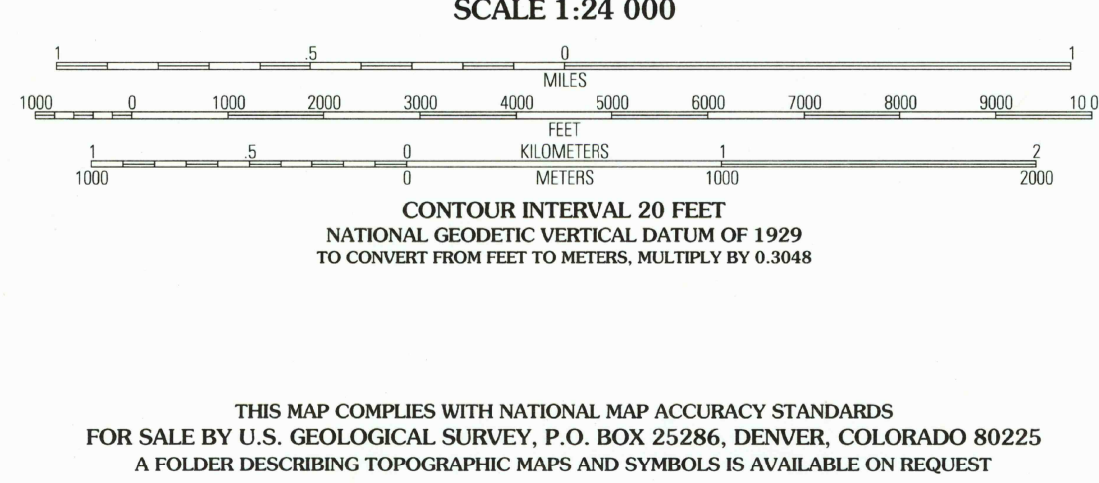 SCALE 1:24 000
1 .5 0 1
MILES
1000 0 1000 2000 3000 4000 5000 6000 7000 8000 9000 10 0
FEET
1 .5 0 KILOMETERS 1 2
1000 0 METERS 1000 2000
CONTOUR INTERVAL 20 FEET
NATIONAL GEODETIC VERTICAL DATUM OF 1929
TO CONVERT FROM FEET TO METERS, MULTIPLY BY 0.3048
THIS MAP COMPLIES WITH NATIONAL MAP ACCURACY STANDARDS
FOR SALE BY U.S. GEOLOGICAL SURVEY, P.O. BOX 25286, DENVER, COLORADO 80225
A FOLDER DESCRIBING TOPOGRAPHIC MAPS AND SYMBOLS IS AVAILABLE ON REQUEST